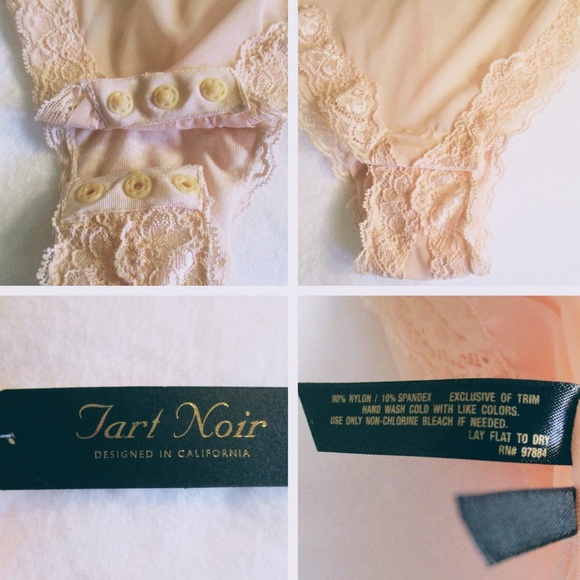 Tart Noir
DESIGNED IN CALIFORNIA
90% NYLON / 10% SPANDEX EXCLUSIVE OF TRIM
HAND WASH COLD WITH LIKE COLORS.
USE ONLY NON-CHLORINE BLEACH IF NEEDED.
LAY FLAT TO DRY
RN# 97884